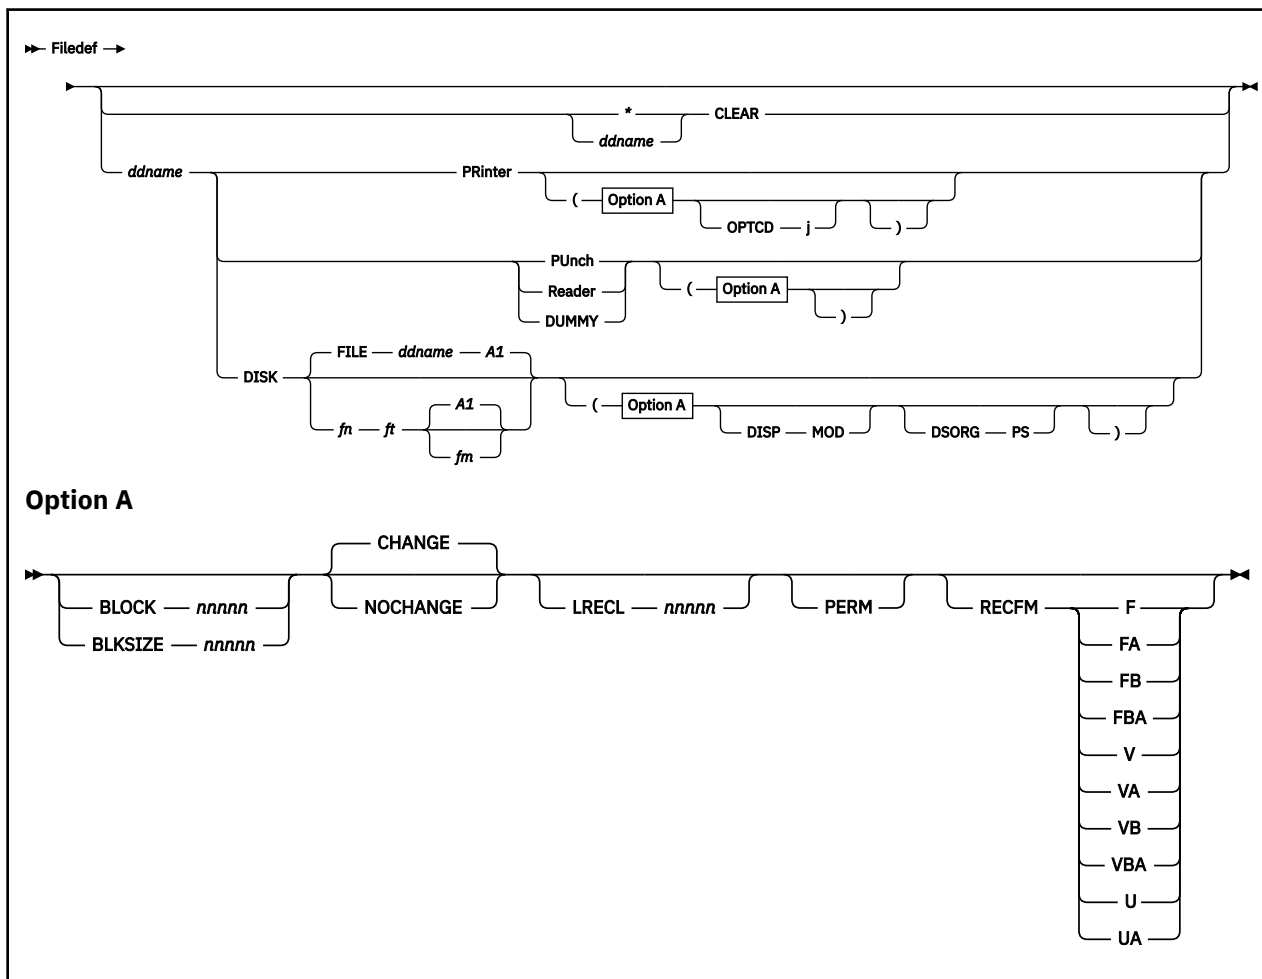 Filedef
*
CLEAR
ddname
ddname PRinter
( Option A
OPTCD j )
PUnch
Reader ( Option A
DUMMY )
FILE ddname A1
DISK
A1 ( Option A
fn ft DISP MOD DSORG PS )
fm
Option A
CHANGE
BLOCK nnnnn NOCHANGE LRECL nnnnn PERM RECFM F
BLKSIZE nnnnn FA
FB
FBA
V
VA
VB
VBA
U
UA